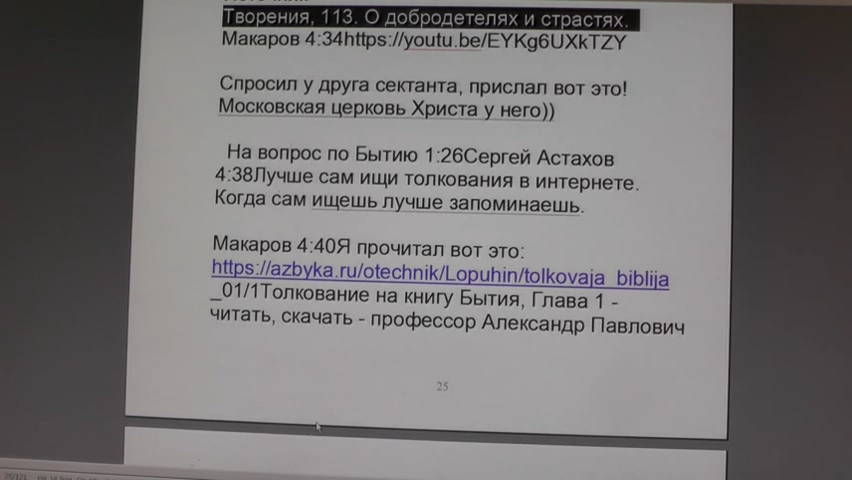 Творения, 113. О добродетелях и страстях.
Макаров 4:34https://youtu.be/EYKg6UXkTZY
Спросил у друга сектанта, прислал вот это!
Московская церковь Христа у него))
На вопрос по Бытию 1:26Сергей Астахов
4:38Лучше сам ищи толкования в интернете.
Когда сам ищешь лучше запоминаешь.
Макаров 4:40Я прочитал вот это:
https://azbyka.ru/otechnik/Lopuhin/tolkovaja_biblija
_01/1Толкование на книгу Бытия, Глава 1 -
читать, скачать - профессор Александр Павлович
25